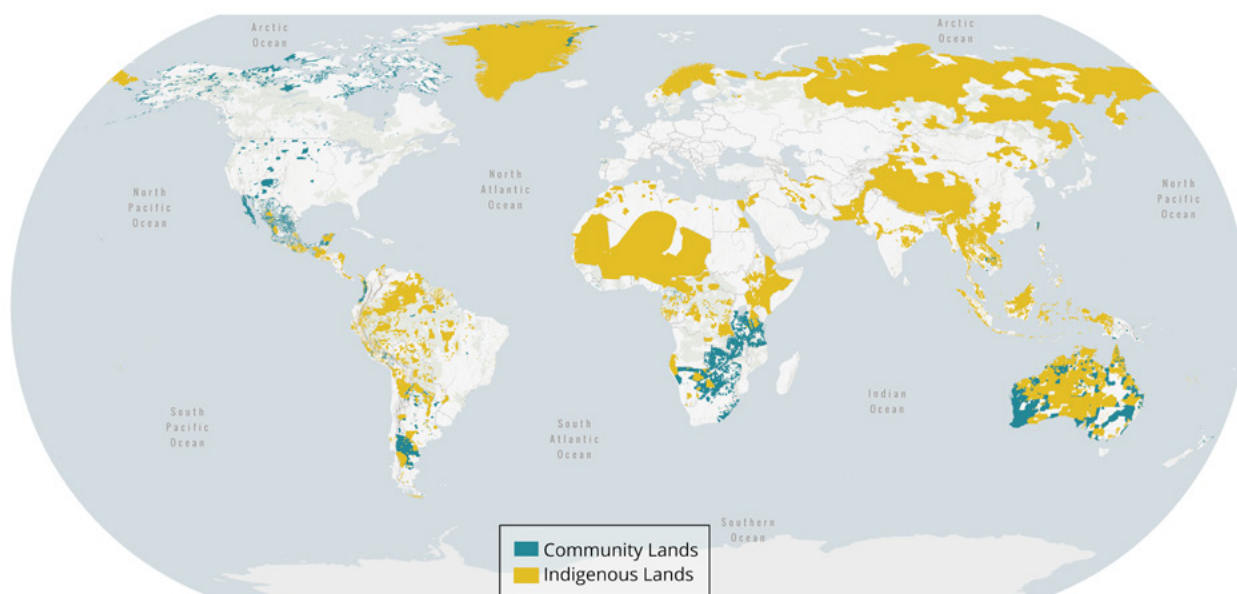 Arctic
Ocean
Arctic
Ocean
North
Pacific
Ocean
North
Atlantic
Ocean
North
Pacific
Ocean
South
Pacific
Ocean
South
Atlantic
Ocean
Indian
Ocean
Southern
Ocean
Community Lands
Indigenous Lands